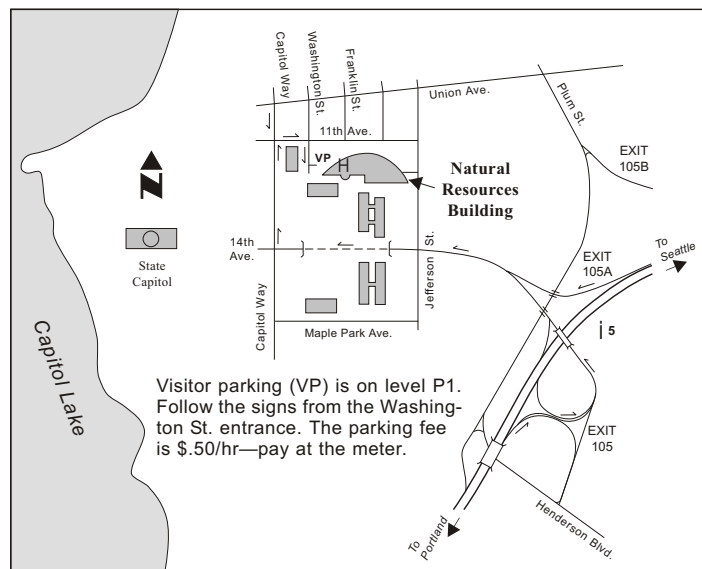 Capitol Way
Washington St.
Franklin St.
Union Ave.
Plum St.
11th Ave.
EXIT
105B
VP
N
Natural
Resources
Building
State
Capitol
14th
Ave.
Jefferson St.
EXIT
105A
To
Seattle
Capitol Way
Maple Park Ave.
i 5
Capitol Lake
Visitor parking (VP) is on level P1.
Follow the signs from the Washing-
ton St. entrance. The parking fee
is $.50/hr—pay at the meter.
EXIT
105
Henderson Blvd.
To
Portland